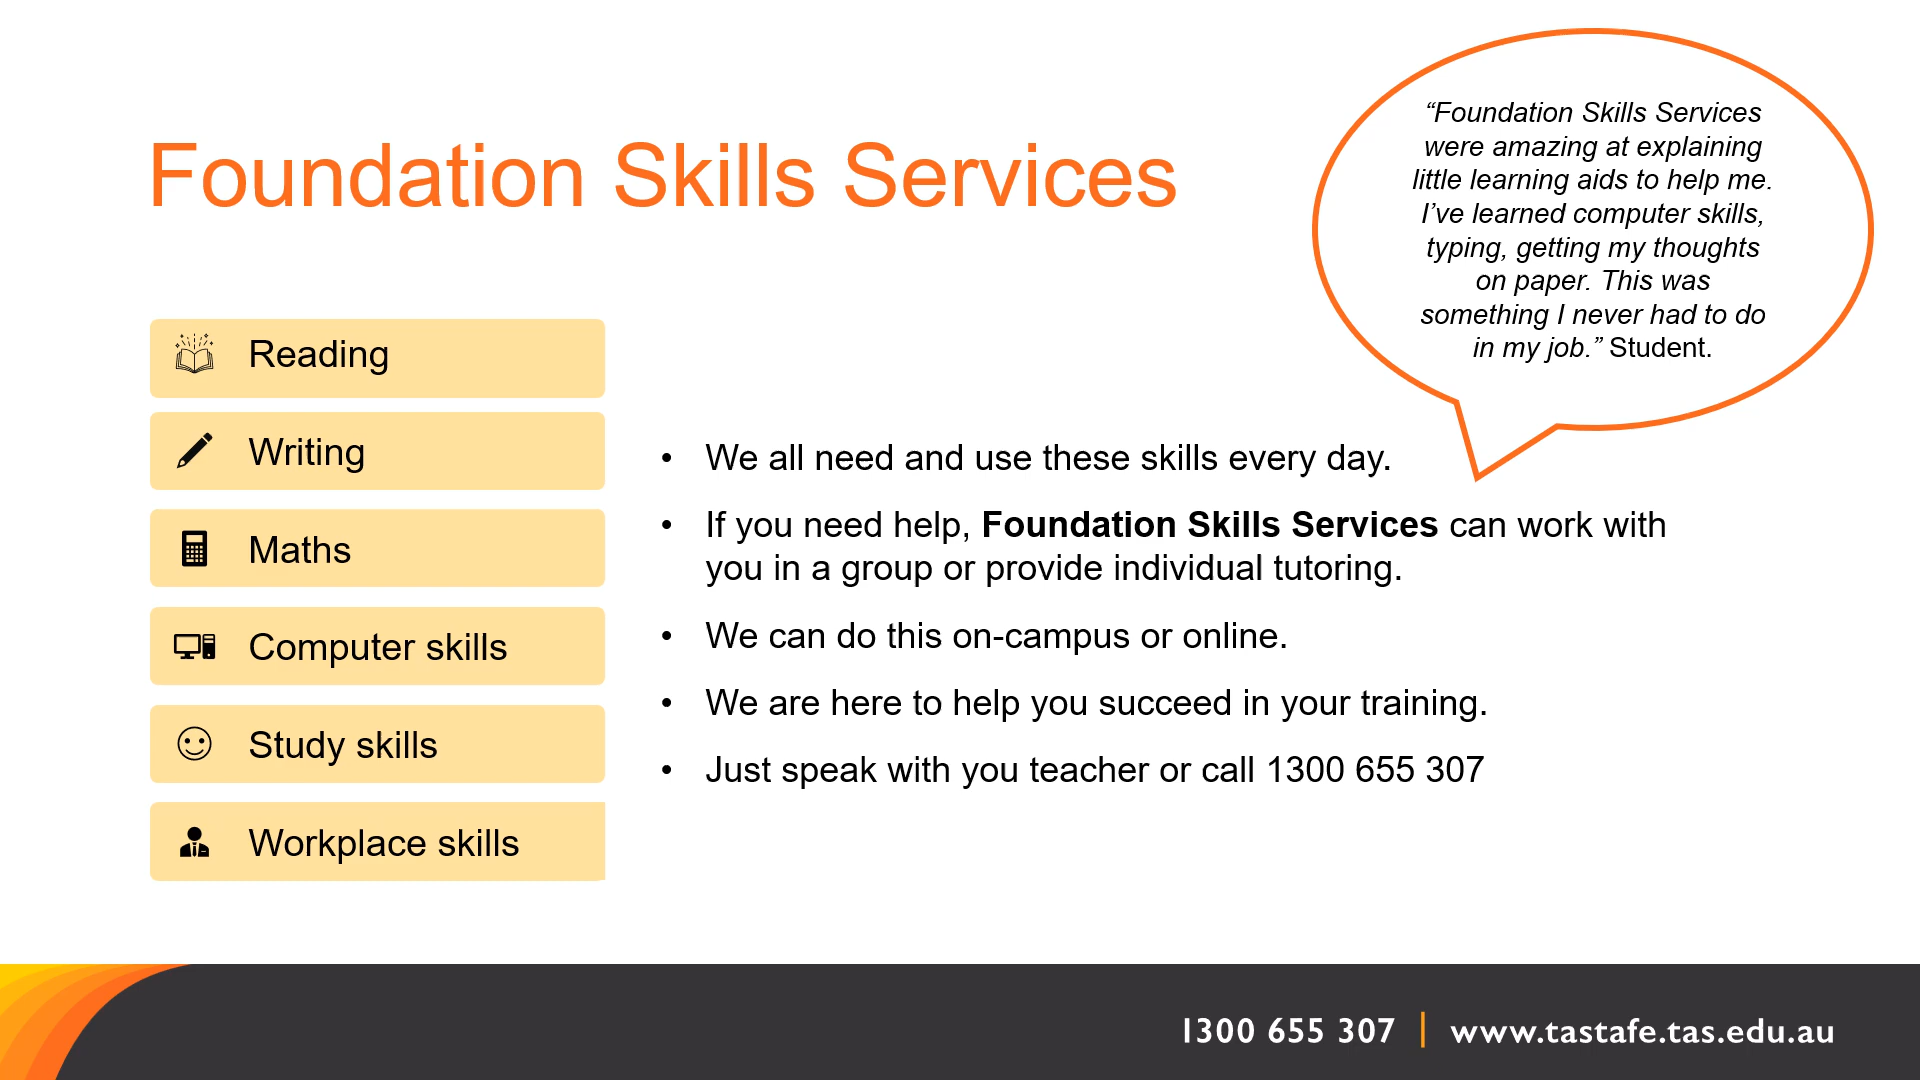 Foundation Skills Services
“Foundation Skills Services
were amazing at explaining
little learning aids to help me.
I’ve learned computer skills,
typing, getting my thoughts
on paper. This was
something I never had to do
in my job.” Student.
Reading
Writing
Maths
Computer skills
Study skills
Workplace skills
• We all need and use these skills every day.
• If you need help, Foundation Skills Services can work with
you in a group or provide individual tutoring.
• We can do this on-campus or online.
• We are here to help you succeed in your training.
• Just speak with you teacher or call 1300 655 307
1300 655 307 | www.tastafe.tas.edu.au